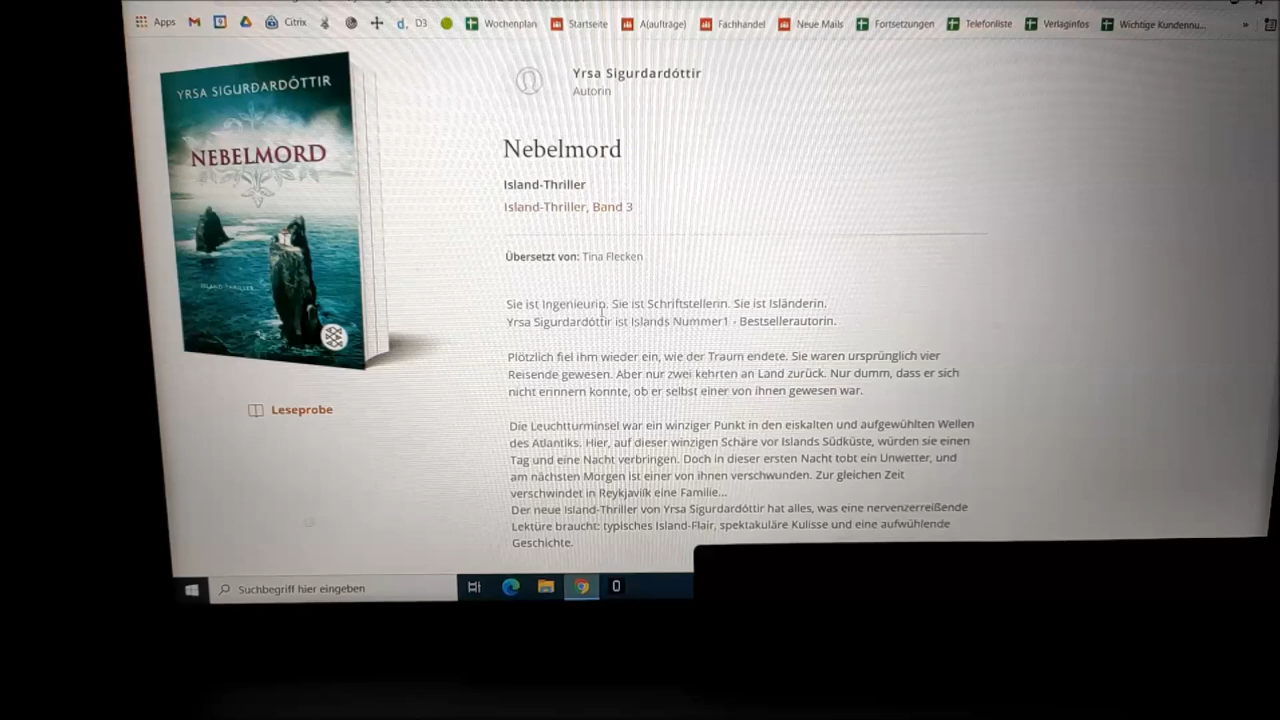 Apps Citrix D3 Wochenplan Startseite A(aufträge) Fachhandel Neue Mails Fortsetzungen Telefonliste Verlaginfos Wichtige Kundennu... »
YRSA SIGURÐARDÓTTIR
NEBELMORD
ISLAND-THRILLER
Leseprobe
Yrsa Sigurdardóttir
Autorin
Nebelmord
Island-Thriller
Island-Thriller, Band 3
Übersetzt von: Tina Flecken
Sie ist Ingenieurin. Sie ist Schriftstellerin. Sie ist Isländerin.
Yrsa Sigurdardóttir ist Islands Nummer1 - Bestsellerautorin.
Plötzlich fiel ihm wieder ein, wie der Traum endete. Sie waren ursprünglich vier
Reisende gewesen. Aber nur zwei kehrten an Land zurück. Nur dumm, dass er sich
nicht erinnern konnte, ob er selbst einer von ihnen gewesen war.
Die Leuchtturminsel war ein winziger Punkt in den eiskalten und aufgewühlten Wellen
des Atlantiks. Hier, auf dieser winzigen Schäre vor Islands Südküste, würden sie einen
Tag und eine Nacht verbringen. Doch in dieser ersten Nacht tobt ein Unwetter, und
am nächsten Morgen ist einer von ihnen verschwunden. Zur gleichen Zeit
verschwindet in Reykjavík eine Familie...
Der neue Island-Thriller von Yrsa Sigurdardóttir hat alles, was eine nervenzerreißende
Lektüre braucht: typisches Island-Flair, spektakuläre Kulisse und eine aufwühlende
Geschichte.
Suchbegriff hier eingeben